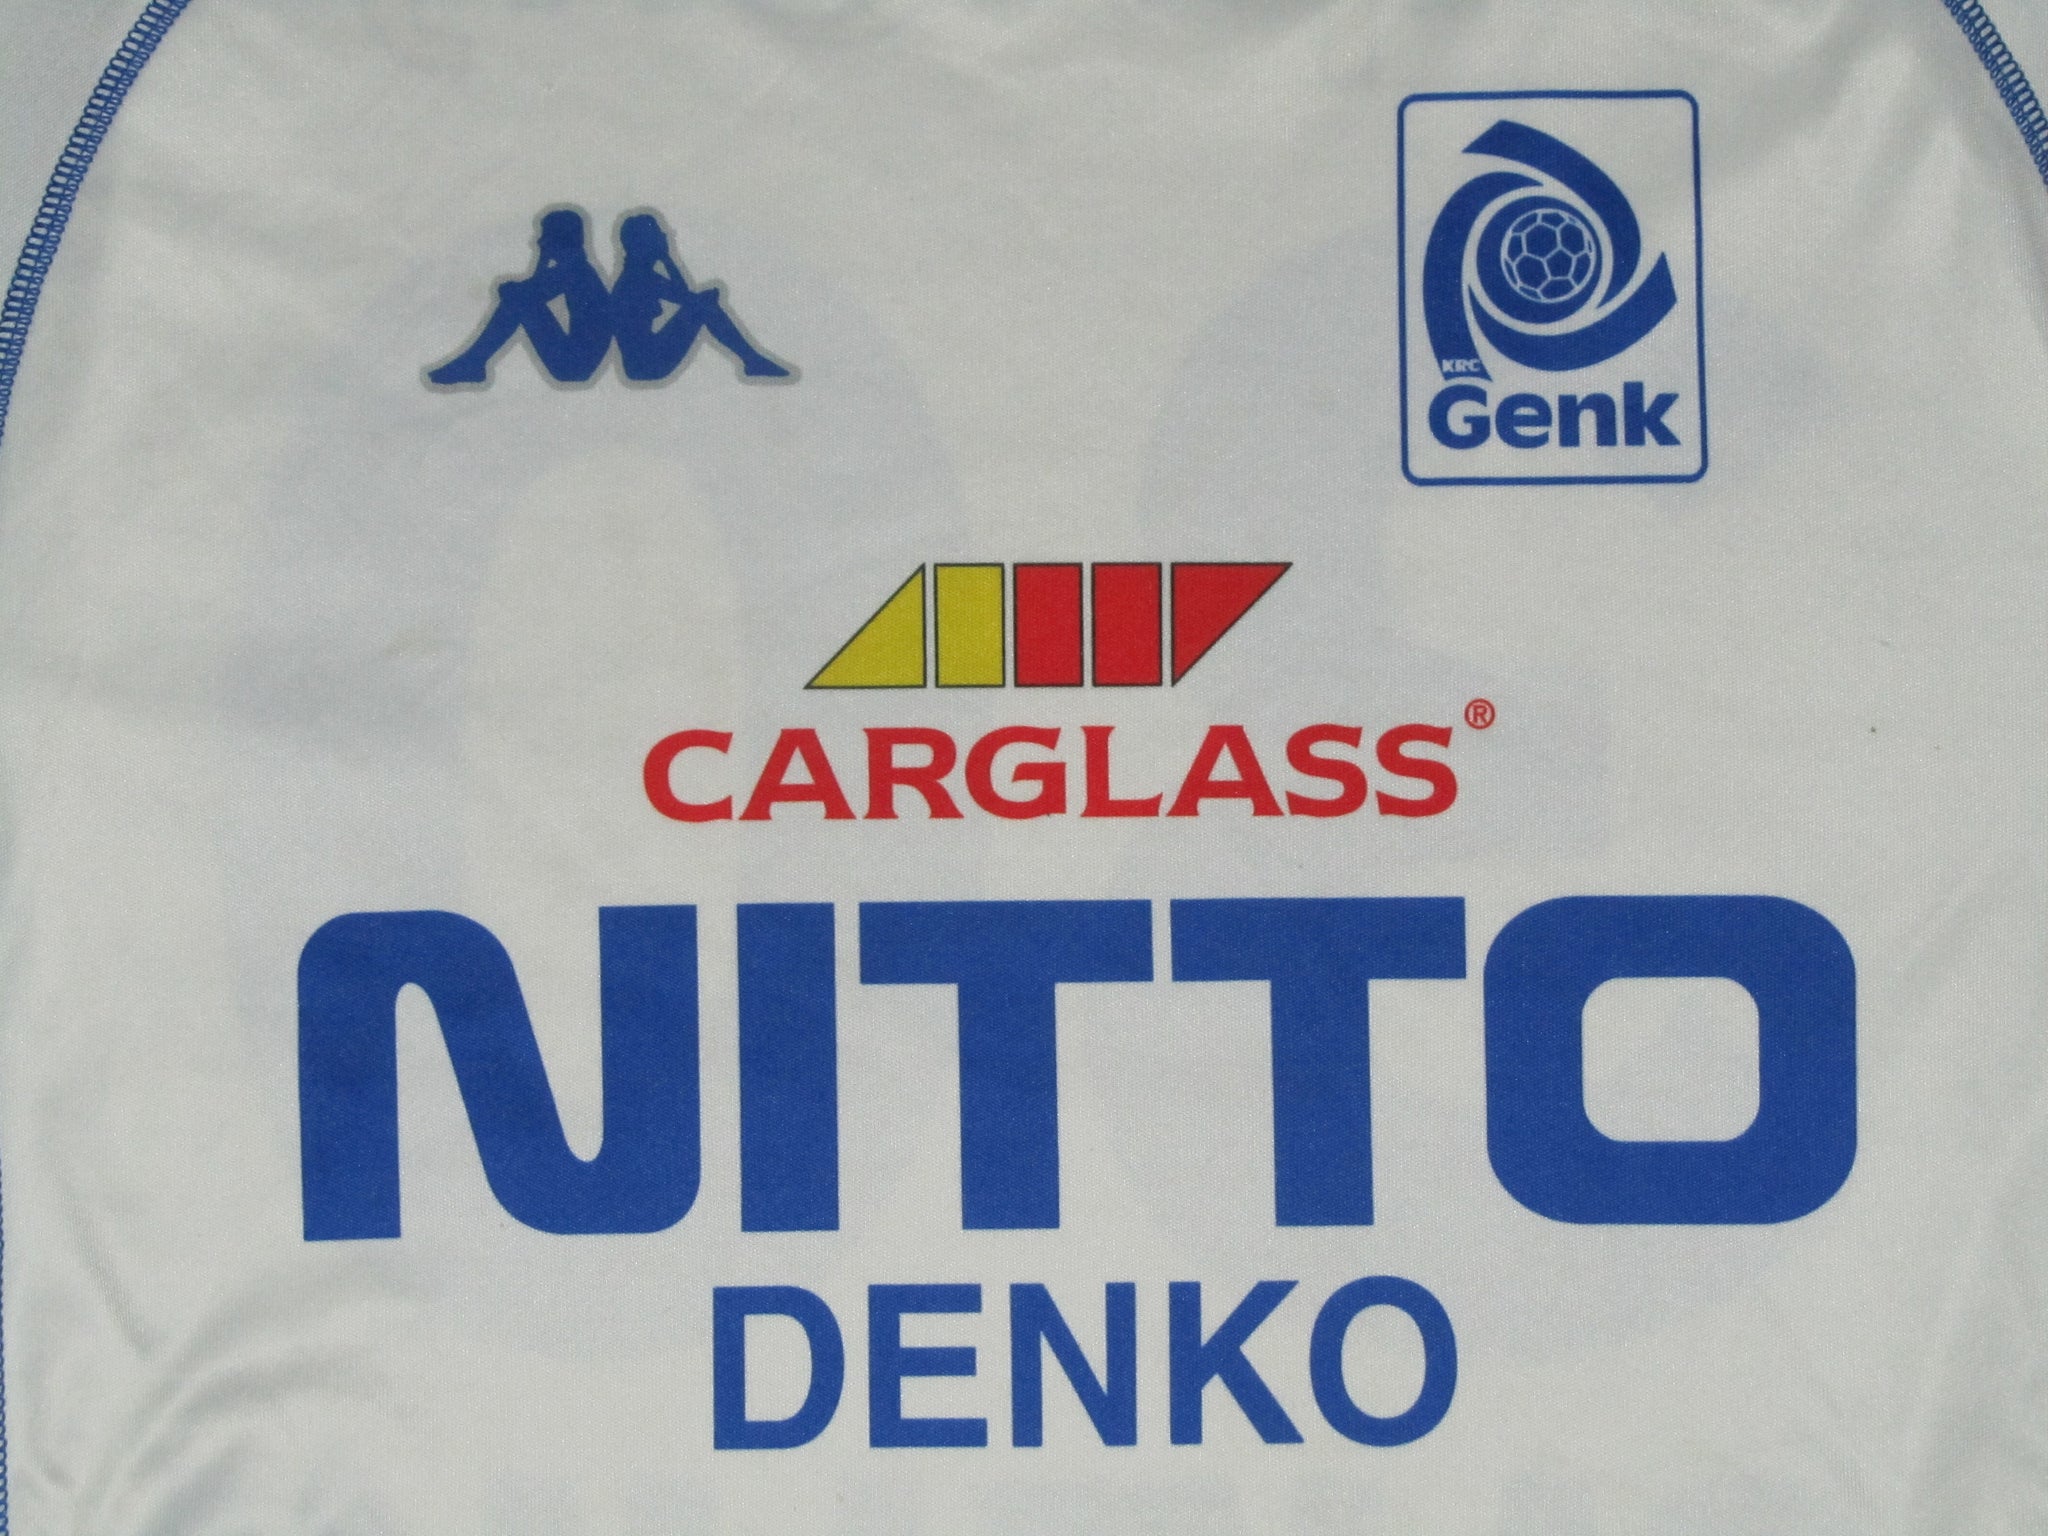 KRC
Genk
CARGLASS®
NITTO
DENKO